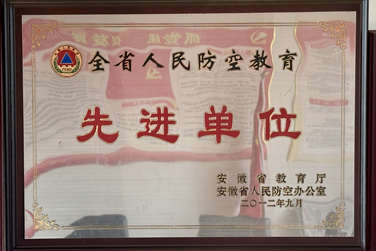 全省人民防空教育
先进单位
安徽省教育厅
安徽省人民防空办公室
二〇一二年九月